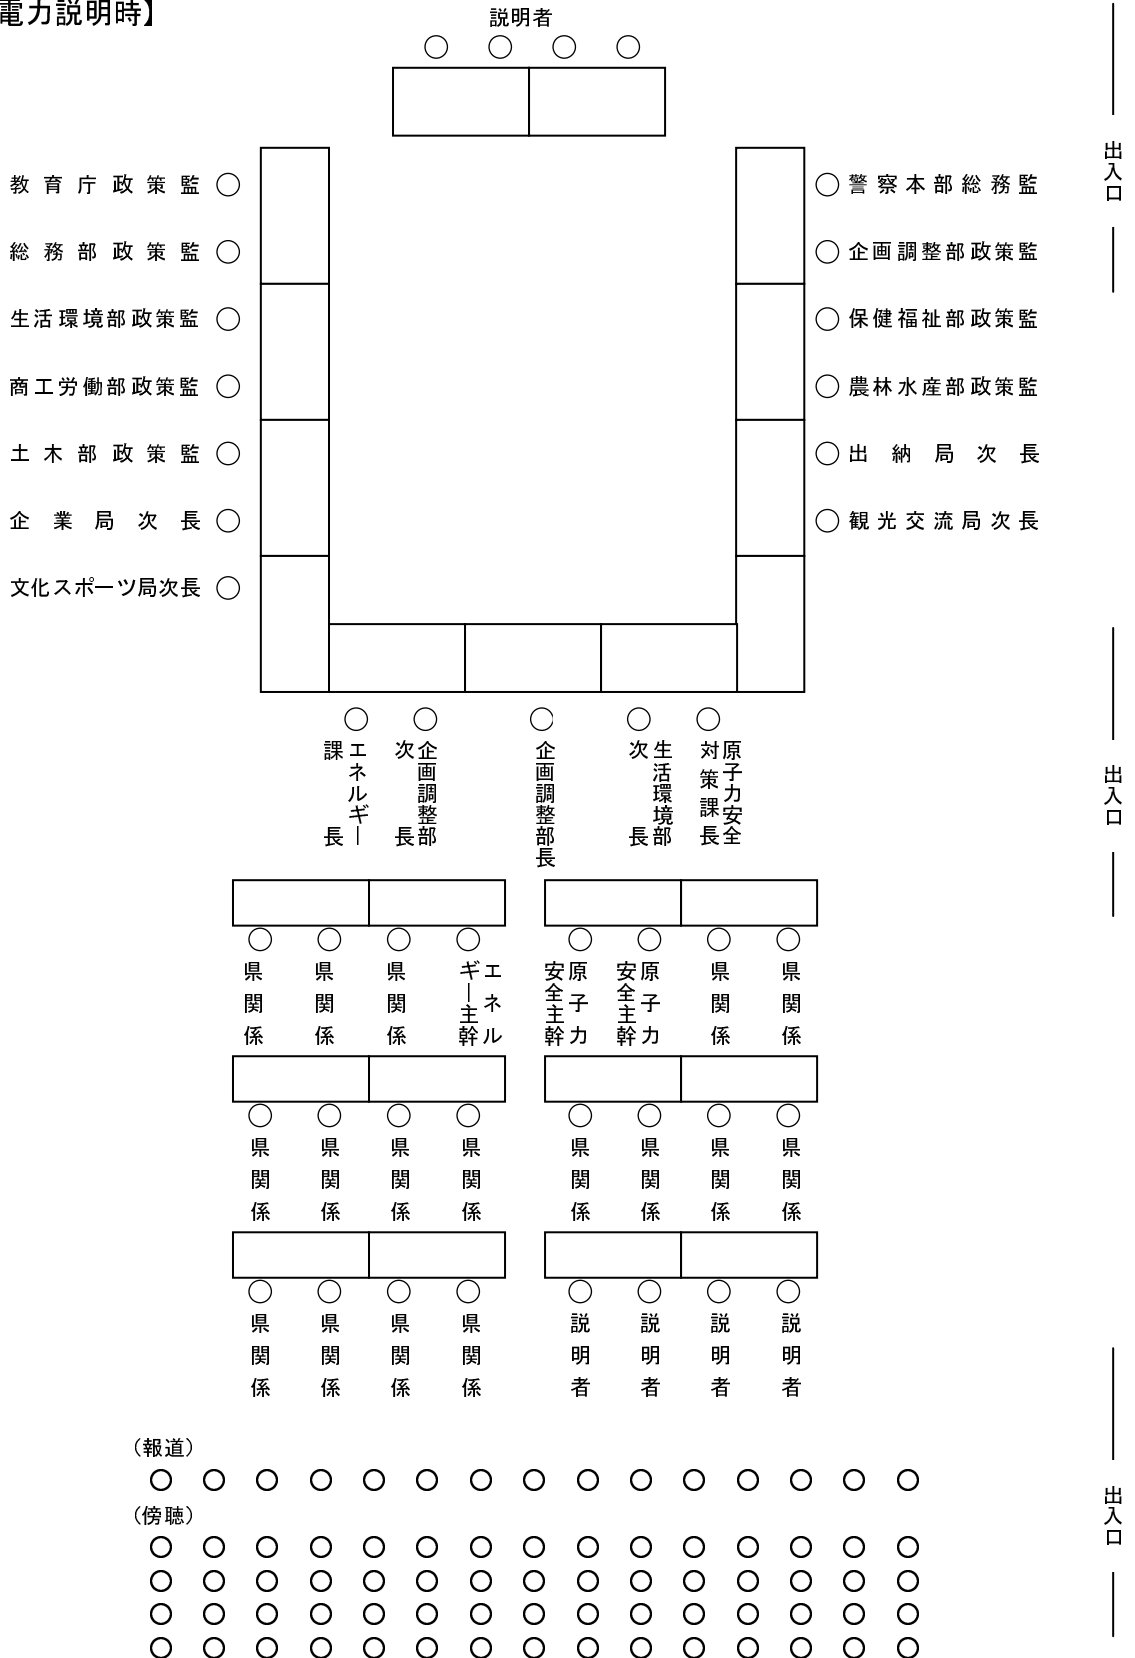 電力説明時】
説明者
教育庁政策監
総務部政策監
生活環境部政策監
商工労働部政策監
土木部政策監
企業局次長
文化スポーツ局次長
警察本部総務監
企画調整部政策監
保健福祉部政策監
農林水産部政策監
出納局次長
観光交流局次長
出入口
エネルギー
課長
企画調整部
次長
企画調整部長
生活環境部
次長
原子力安全
対策課長
出入口
県関係
県関係
県関係
エネル
ギー主幹
原子力
安全主幹
原子力
安全主幹
県関係
県関係
県関係
県関係
県関係
県関係
県関係
県関係
県関係
県関係
県関係
県関係
県関係
県関係
説明者
説明者
説明者
説明者
（報道）
（傍聴）
出入口